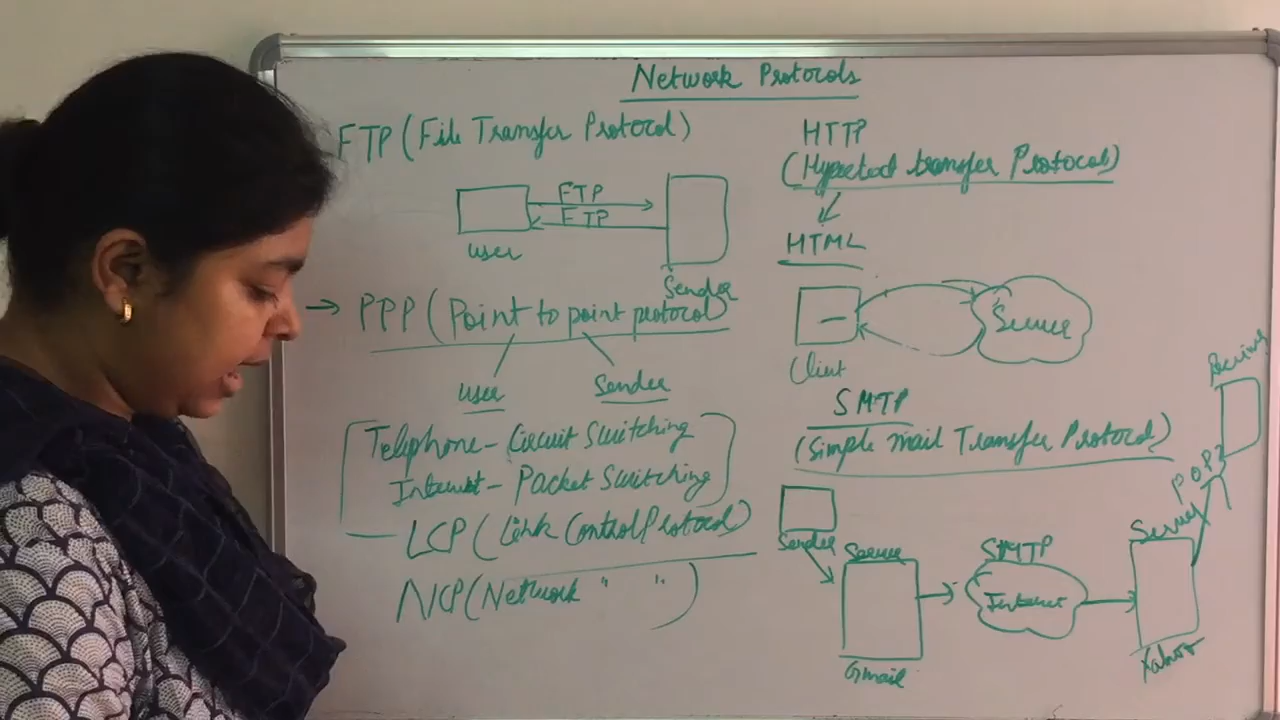 Network Protocols
FTP (File Transfer Protocol)
FTP
FTP
user
Sender
→ PPP (Point to point protocol)
user
Sender
Telephone - Circuit Switching
Internet - Packet Switching
LCP (Link Control Protocol)
NCP (Network " ")
HTTP
(Hypertext transfer Protocol)
HTML
Client
Server
SMTP
(Simple mail Transfer Protocol)
Sender
Server
Gmail
SMTP
Internet
Server
Yahoo
POP3
Receiver